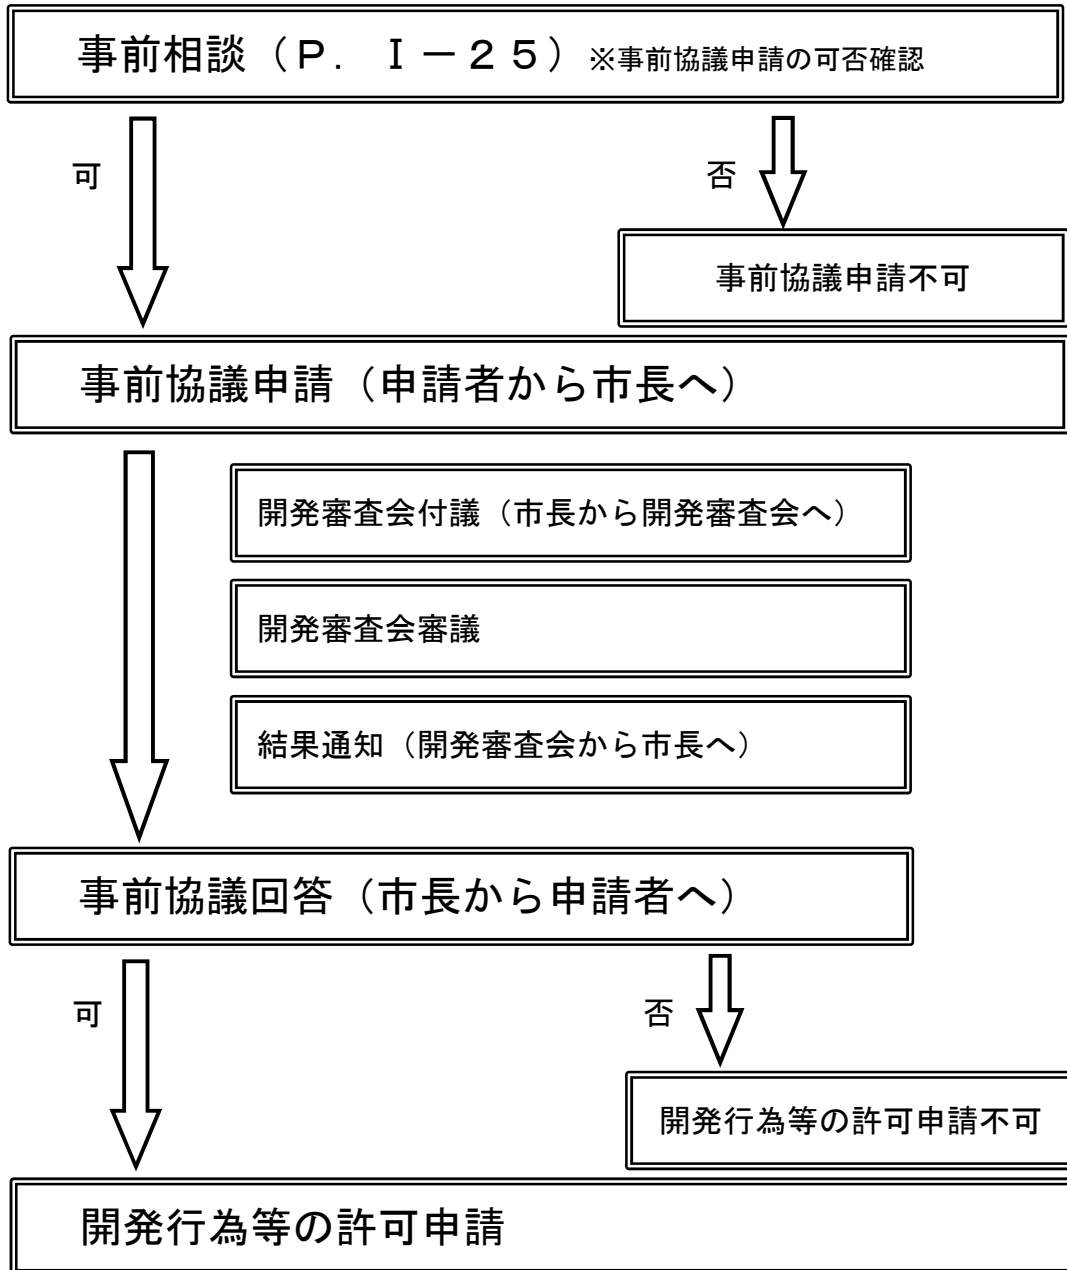 事前相談（Ｐ．Ⅰ－２５）※事前協議申請の可否確認
可
否
事前協議申請不可
事前協議申請（申請者から市長へ）
開発審査会付議（市長から開発審査会へ）
開発審査会審議
結果通知（開発審査会から市長へ）
事前協議回答（市長から申請者へ）
可
否
開発行為等の許可申請不可
開発行為等の許可申請